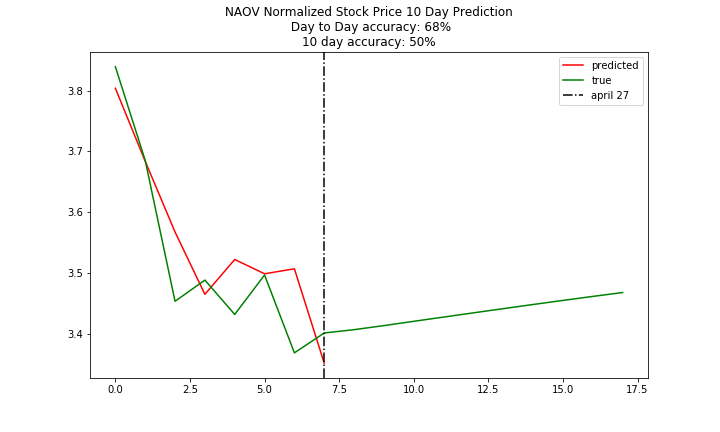 NAOV Normalized Stock Price 10 Day Prediction
Day to Day accuracy: 68%
10 day accuracy: 50%
predicted
true
april 27
3.8
3.7
3.6
3.5
3.4
0.0 2.5 5.0 7.5 10.0 12.5 15.0 17.5